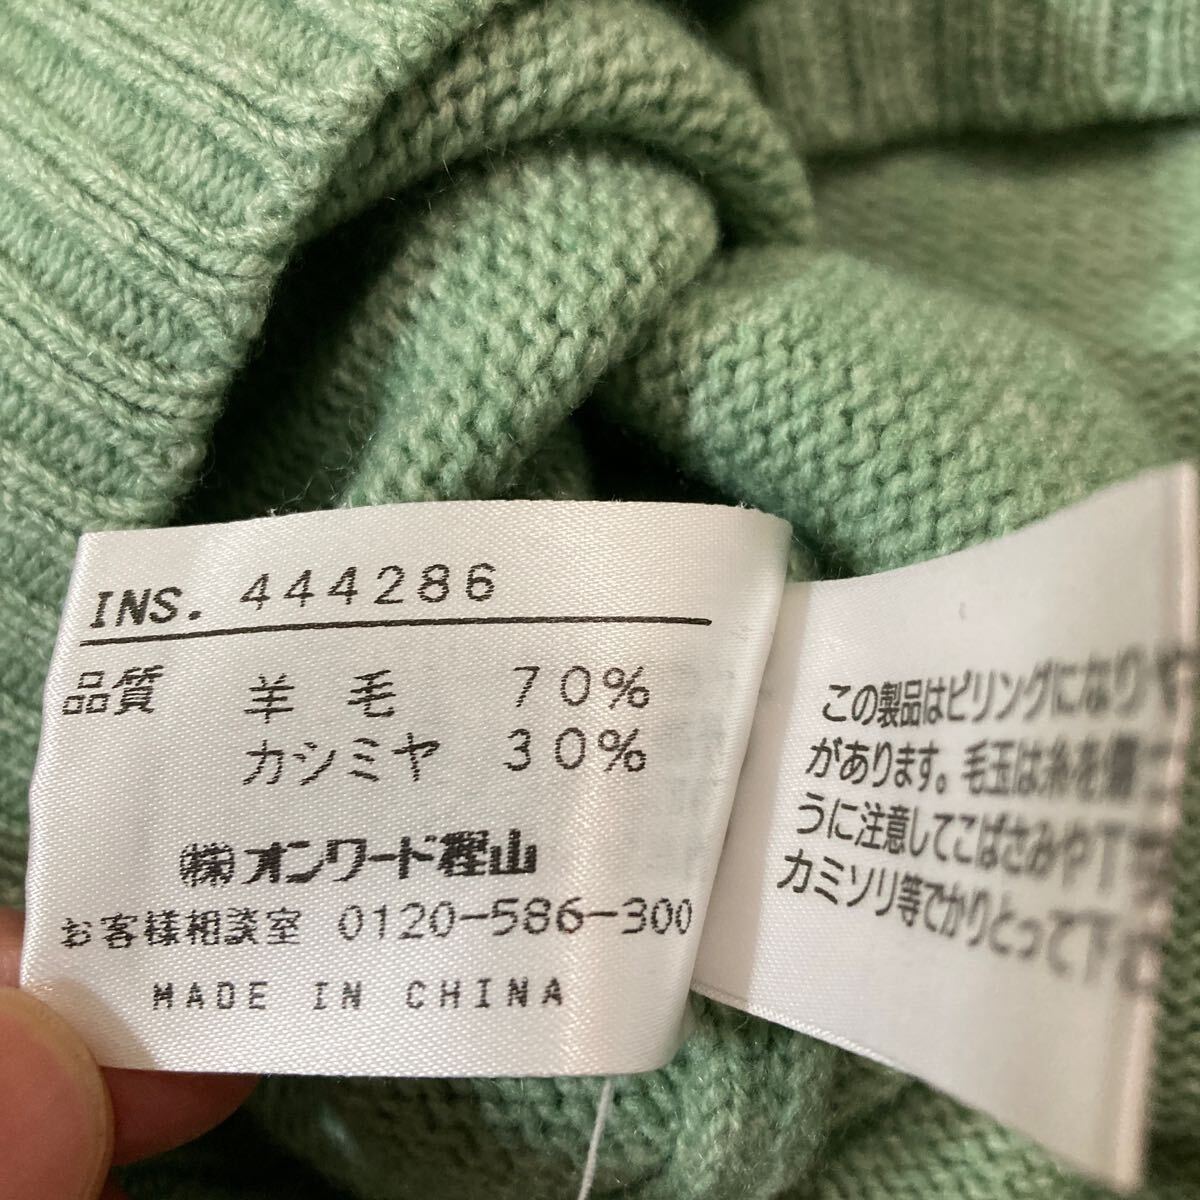 INS. 444286
品質 羊毛 70%
カシミヤ 30%
㈱オンワード樫山
お客様相談室 0120-586-300
MADE IN CHINA
この製品はピリングになりや
があります。毛玉は糸を
うに注意してこばさみや
カミソリ等でかりとって下